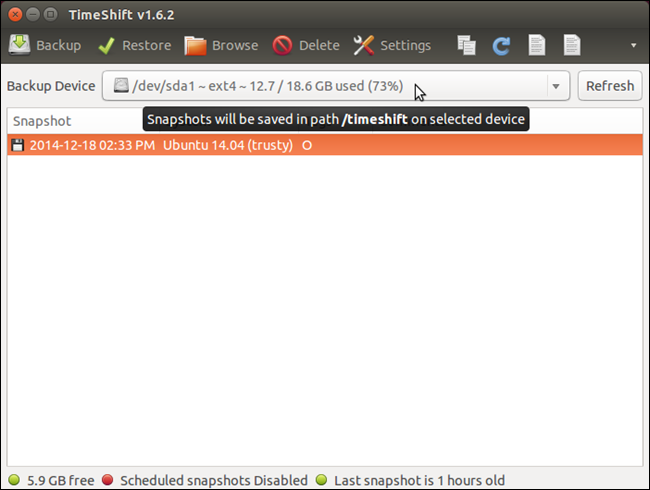 TimeShift v1.6.2
Backup Restore Browse Delete Settings
Backup Device /dev/sda1 ~ ext4 ~ 12.7 / 18.6 GB used (73%) Refresh
Snapshot
Snapshots will be saved in path /timeshift on selected device
2014-12-18 02:33 PM Ubuntu 14.04 (trusty) O
5.9 GB free Scheduled snapshots Disabled Last snapshot is 1 hours old